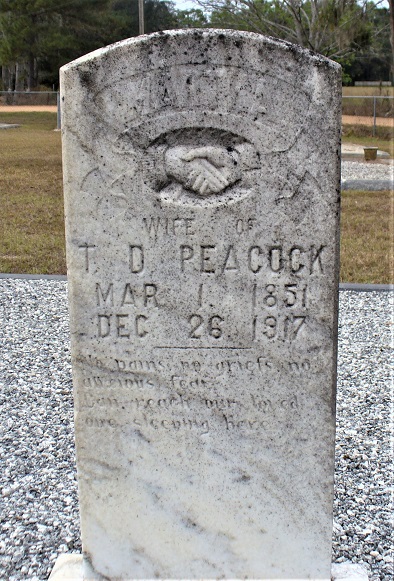 WIFE OF
T. D. PEACOCK
MAR 1. 1851
DEC 26 1917
No pains, no griefs, no
anxious fear
Can reach our loved
one sleeping here